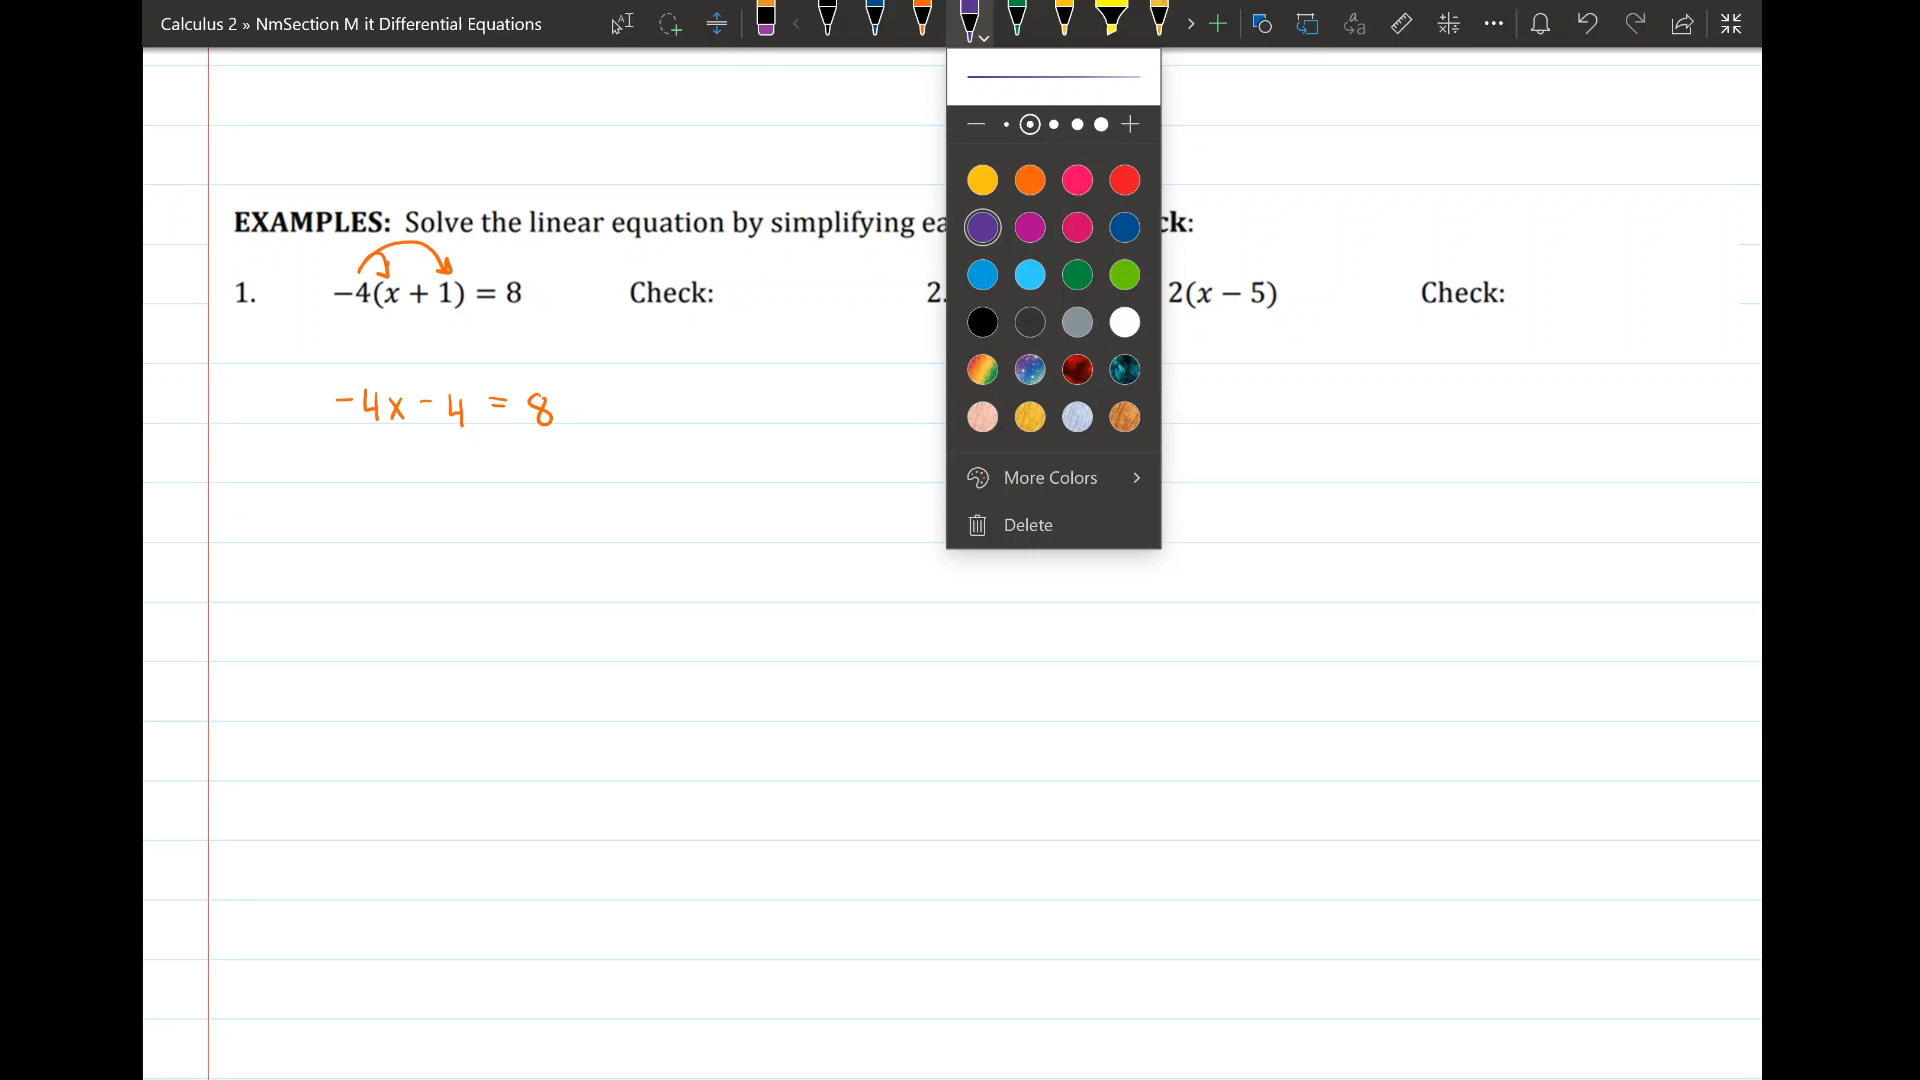 Calculus 2 » NmSection M it Differential Equations
EXAMPLES: Solve the linear equation by simplifying ea ck:
1. −4(x + 1) = 8 Check: 2. 2(x − 5) Check:
-4x - 4 = 8
More Colors
Delete